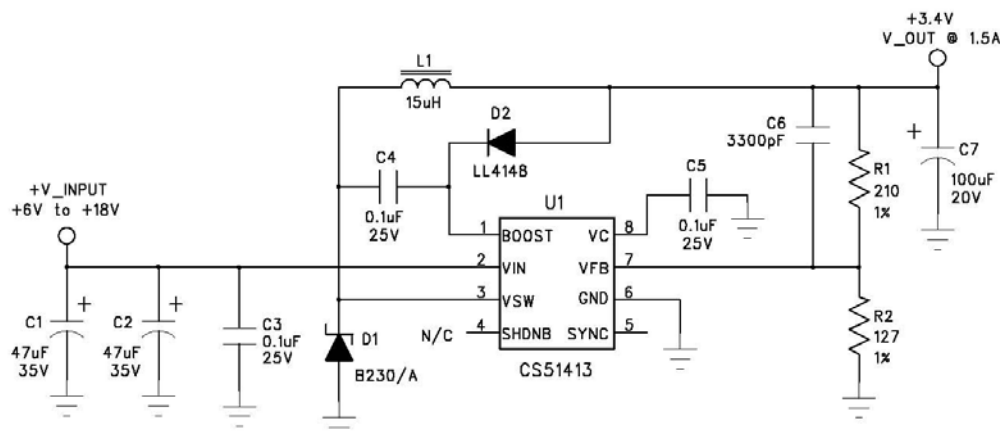 +3.4V
V_OUT @ 1.5A
L1
15uH
D2
LL4148
C6
3300pF
C4
0.1uF
25V
C5
0.1uF
25V
R1
210
1%
C7
100uF
20V
+
+V_INPUT
+6V to +18V
U1
1
BOOST
VC
8
2
VIN
VFB
7
3
VSW
GND
6
N/C
4
SHDNB
SYNC
5
CS51413
+
C1
47uF
35V
+
C2
47uF
35V
C3
0.1uF
25V
D1
B230/A
R2
127
1%